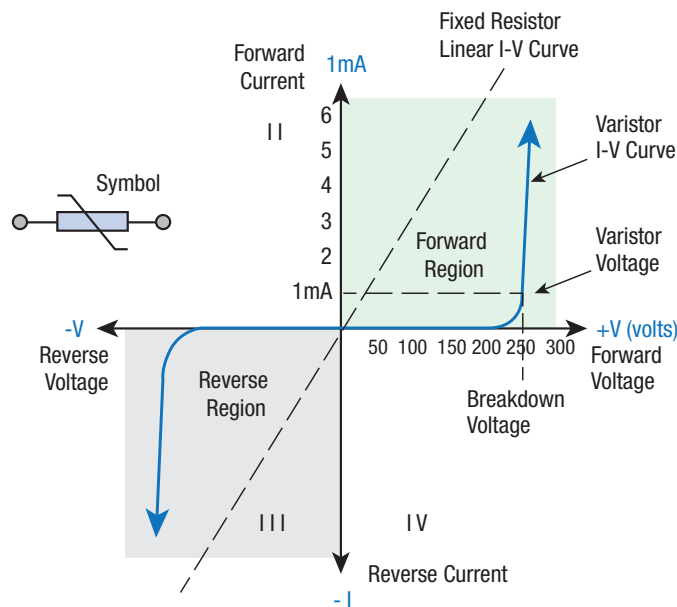 Fixed Resistor
Linear I-V Curve
Forward
Current
1mA
I I
6
5
4
3
2
1mA
Varistor
I-V Curve
Symbol
Forward
Region
Varistor
Voltage
-V
Reverse
Voltage
+V (volts)
Forward
Voltage
50 100 150 200 250 300
Reverse
Region
Breakdown
Voltage
I I I
I V
Reverse Current
- I